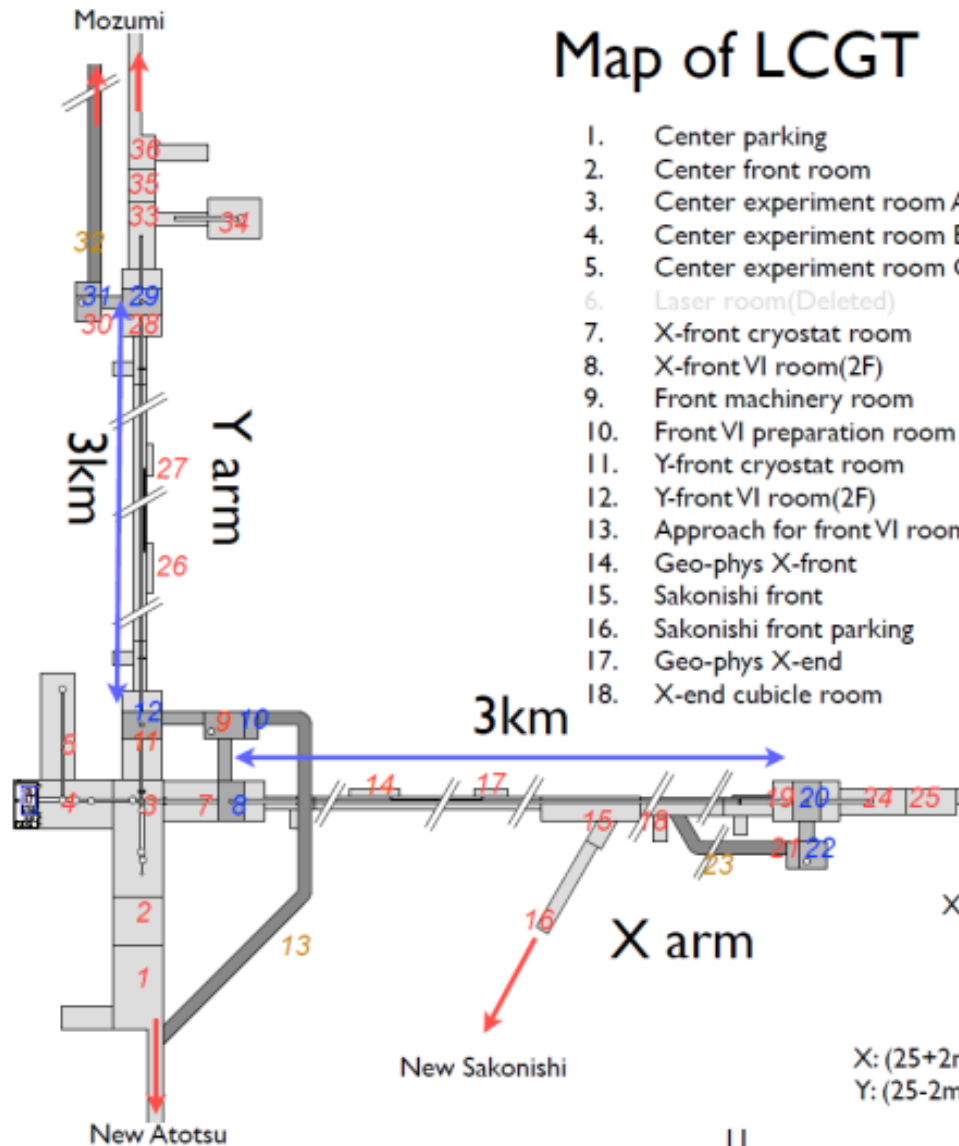 Mozumi
Map of LCGT
1. Center parking
2. Center front room
3. Center experiment room A
4. Center experiment room B
5. Center experiment room C
6. Laser room(Deleted)
7. X-front cryostat room
8. X-front VI room(2F)
9. Front machinery room
10. Front VI preparation room
11. Y-front cryostat room
12. Y-front VI room(2F)
13. Approach for front VI room
14. Geo-phys X-front
15. Sakonishi front
16. Sakonishi front parking
17. Geo-phys X-end
18. X-end cubicle room
36
35
33
34
32
31
29
30
28
3km
Y arm
27
26
12
9
10
11
3km
5
4
3
7
8
14
17
19
20
24
25
15
18
21
22
23
2
16
13
X arm
X
1
New Sakonishi
X: (25+2m
Y: (25-2m
New Atotsu